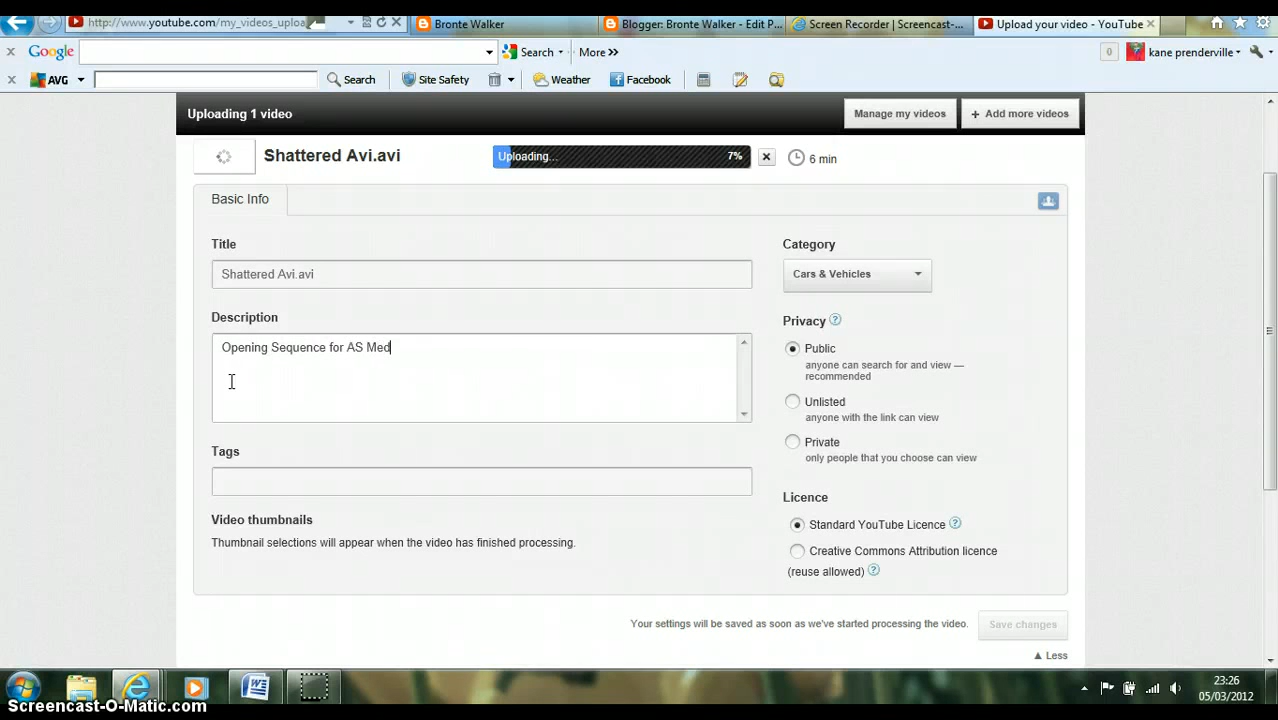 http://www.youtube.com/my_videos_uploa
Bronte Walker
Blogger: Bronte Walker - Edit P...
Screen Recorder | Screencast-...
Upload your video - YouTube
Google
Search
More »
0
kane prenderville
AVG
Search
Site Safety
Weather
Facebook
Uploading 1 video
Manage my videos
+ Add more videos
Shattered Avi.avi
Uploading...
7%
6 min
Basic Info
Title
Shattered Avi.avi
Description
Opening Sequence for AS Med
Tags
Video thumbnails
Thumbnail selections will appear when the video has finished processing.
Category
Cars & Vehicles
Privacy ?
Public
anyone can search for and view —
recommended
Unlisted
anyone with the link can view
Private
only people that you choose can view
Licence
Standard YouTube Licence ?
Creative Commons Attribution licence
(reuse allowed) ?
Your settings will be saved as soon as we've started processing the video.
Save changes
Less
23:26
05/03/2012
Screencast-O-Matic.com